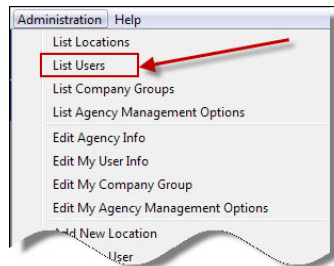 Administration Help
List Locations
List Users
List Company Groups
List Agency Management Options
Edit Agency Info
Edit My User Info
Edit My Company Group
Edit My Agency Management Options
Add New Location
User